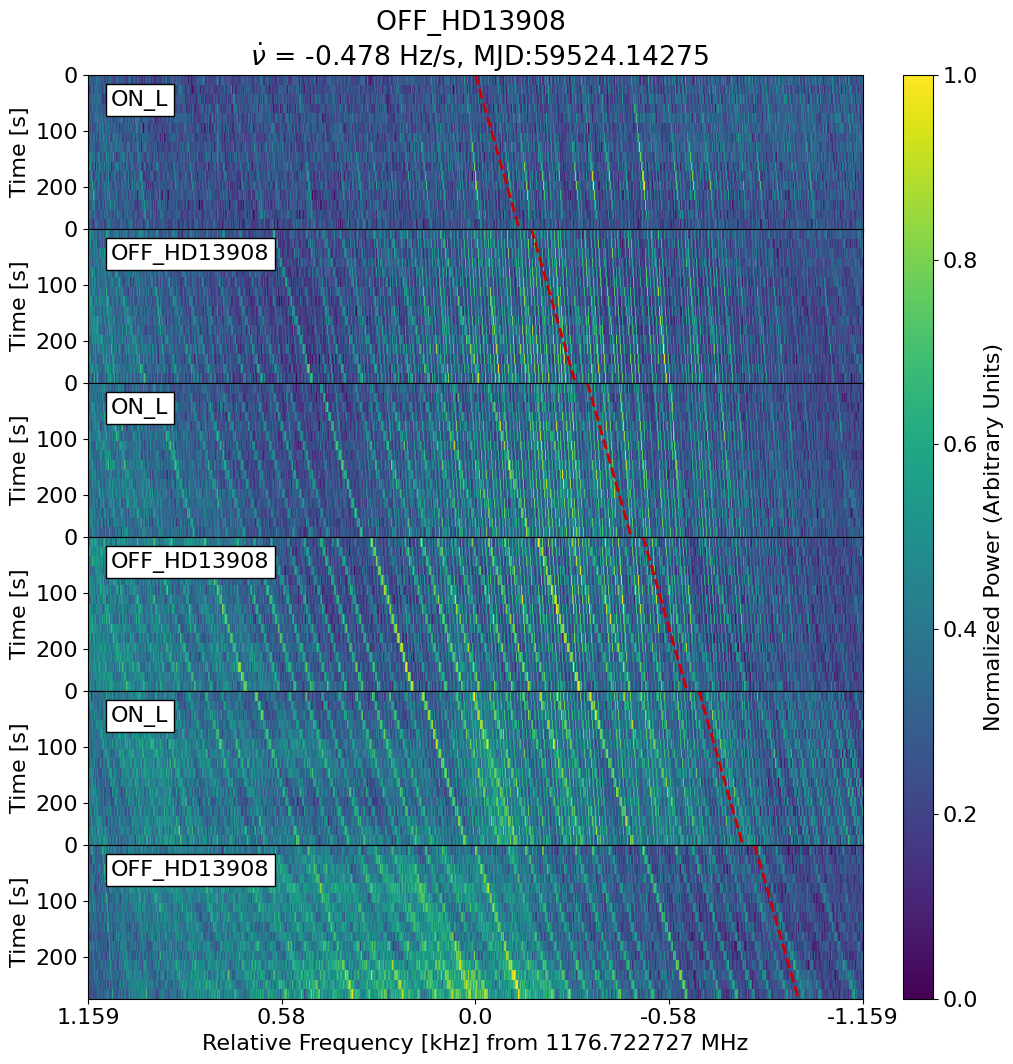 OFF_HD13908
ν̇ = -0.478 Hz/s, MJD:59524.14275
ON_L
OFF_HD13908
ON_L
OFF_HD13908
ON_L
OFF_HD13908
Time [s]
0
100
200
Time [s]
0
100
200
Time [s]
0
100
200
Time [s]
0
100
200
Time [s]
0
100
200
Time [s]
0
100
200
1.159 0.58 0.0 -0.58 -1.159
Relative Frequency [kHz] from 1176.722727 MHz
1.0
0.8
0.6
0.4
0.2
0.0
Normalized Power (Arbitrary Units)